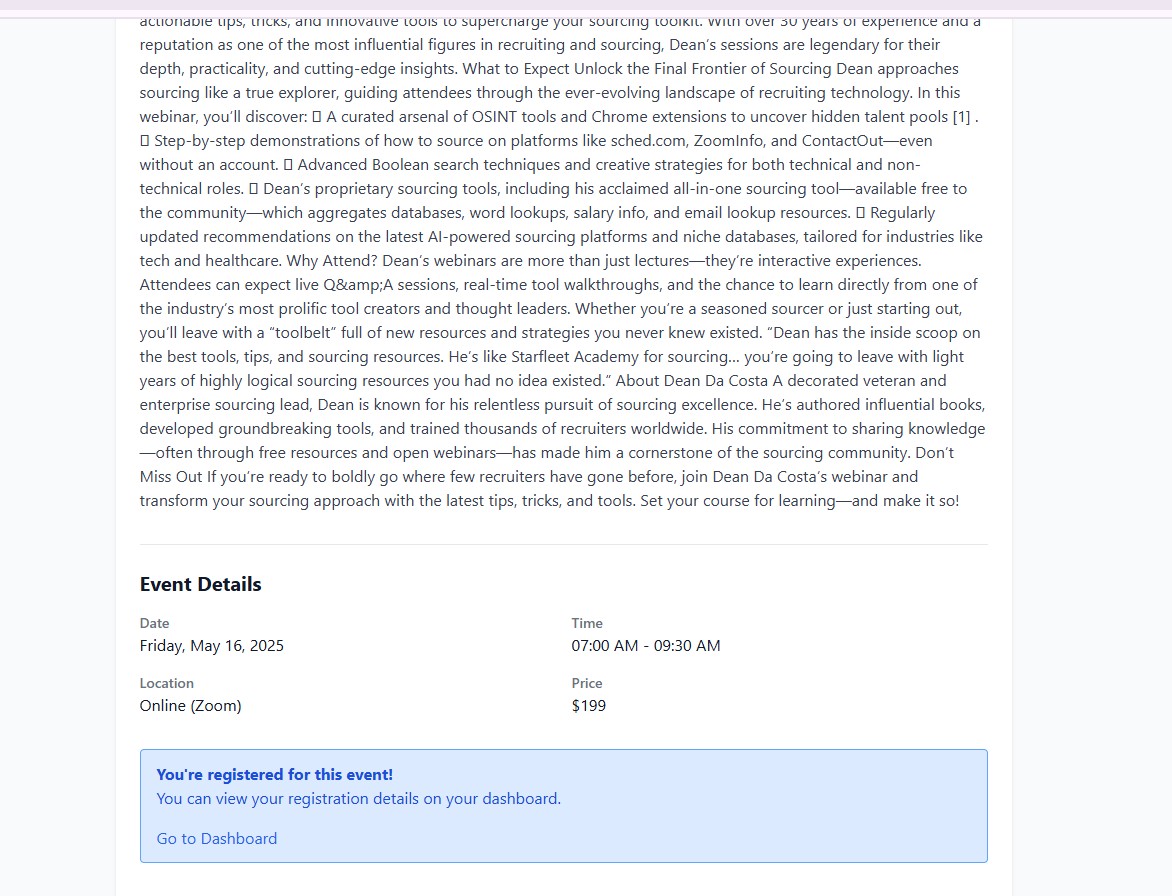 actionable tips, tricks, and innovative tools to supercharge your sourcing toolkit. With over 30 years of experience and a
reputation as one of the most influential figures in recruiting and sourcing, Dean’s sessions are legendary for their
depth, practicality, and cutting-edge insights. What to Expect Unlock the Final Frontier of Sourcing Dean approaches
sourcing like a true explorer, guiding attendees through the ever-evolving landscape of recruiting technology. In this
webinar, you’ll discover:  A curated arsenal of OSINT tools and Chrome extensions to uncover hidden talent pools [1] .
 Step-by-step demonstrations of how to source on platforms like sched.com, ZoomInfo, and ContactOut—even
without an account.  Advanced Boolean search techniques and creative strategies for both technical and non-
technical roles.  Dean’s proprietary sourcing tools, including his acclaimed all-in-one sourcing tool—available free to
the community—which aggregates databases, word lookups, salary info, and email lookup resources.  Regularly
updated recommendations on the latest AI-powered sourcing platforms and niche databases, tailored for industries like
tech and healthcare. Why Attend? Dean’s webinars are more than just lectures—they’re interactive experiences.
Attendees can expect live Q&amp;A sessions, real-time tool walkthroughs, and the chance to learn directly from one of
the industry’s most prolific tool creators and thought leaders. Whether you’re a seasoned sourcer or just starting out,
you’ll leave with a “toolbelt” full of new resources and strategies you never knew existed. “Dean has the inside scoop on
the best tools, tips, and sourcing resources. He’s like Starfleet Academy for sourcing… you’re going to leave with light
years of highly logical sourcing resources you had no idea existed.” About Dean Da Costa A decorated veteran and
enterprise sourcing lead, Dean is known for his relentless pursuit of sourcing excellence. He’s authored influential books,
developed groundbreaking tools, and trained thousands of recruiters worldwide. His commitment to sharing knowledge
—often through free resources and open webinars—has made him a cornerstone of the sourcing community. Don’t
Miss Out If you’re ready to boldly go where few recruiters have gone before, join Dean Da Costa’s webinar and
transform your sourcing approach with the latest tips, tricks, and tools. Set your course for learning—and make it so!
Event Details
Date
Friday, May 16, 2025
Time
07:00 AM - 09:30 AM
Location
Online (Zoom)
Price
$199
You're registered for this event!
You can view your registration details on your dashboard.
Go to Dashboard